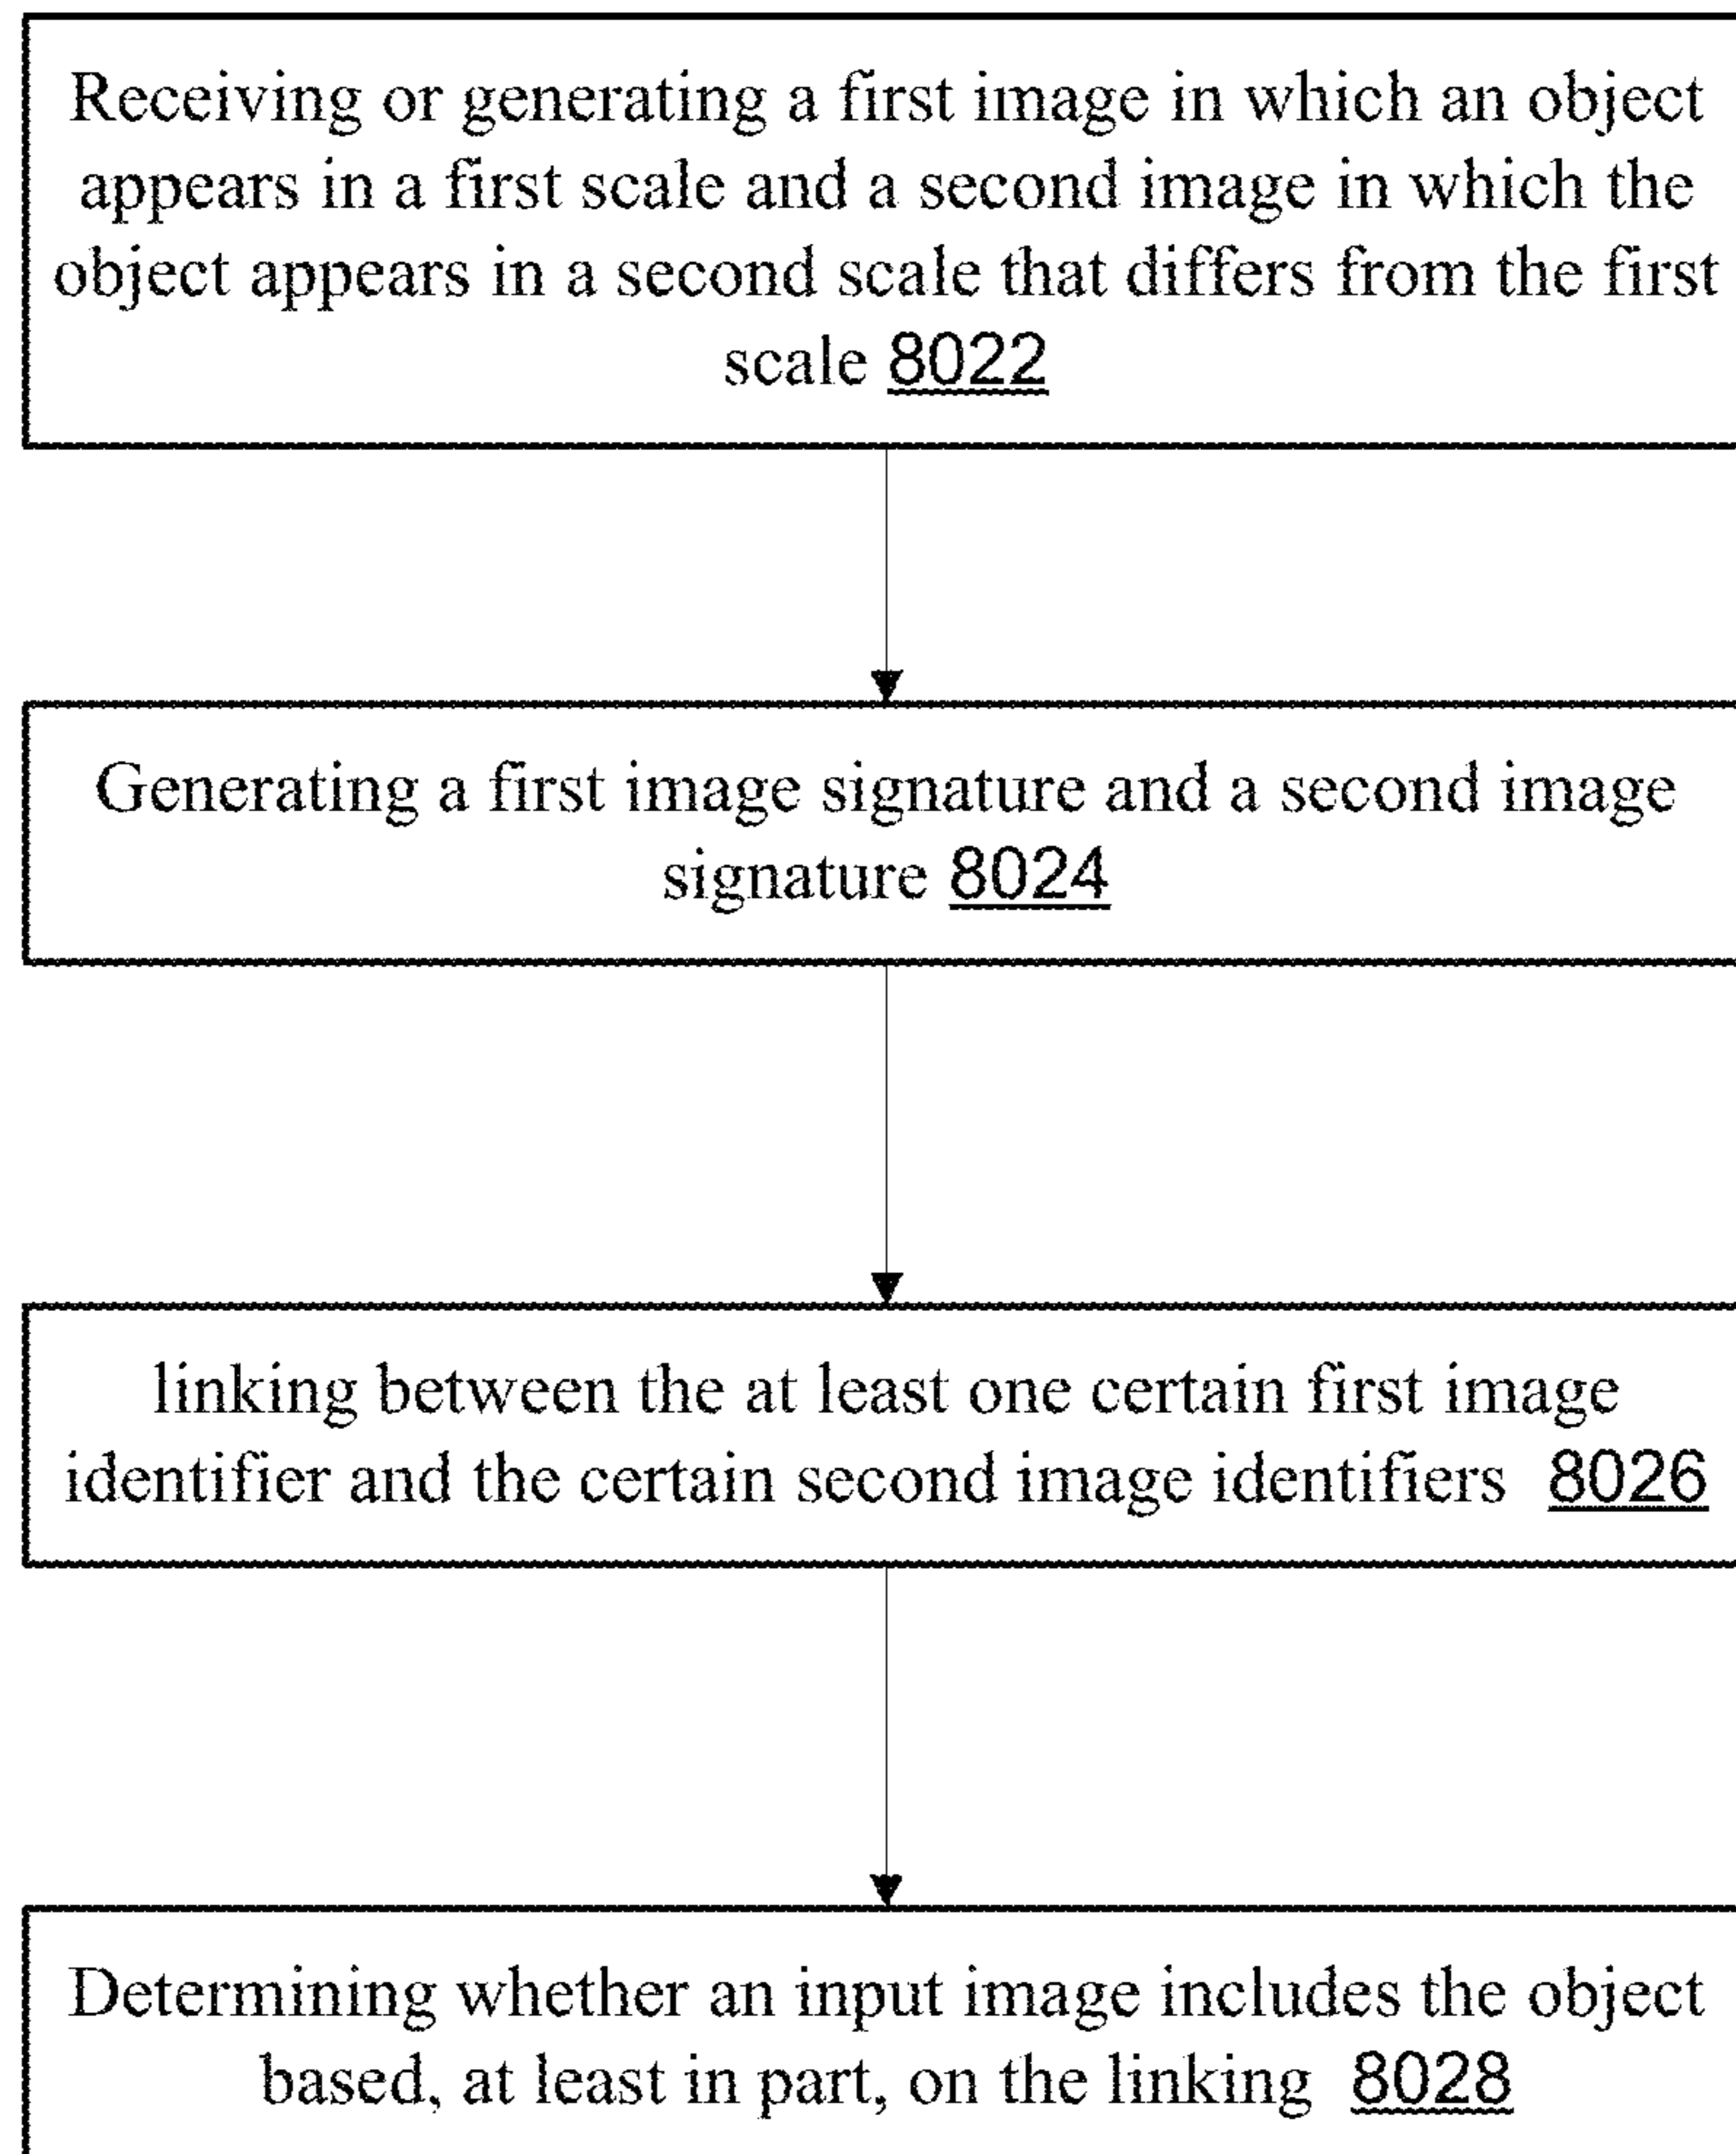 Receiving or generating a first image in which an object
appears in a first scale and a second image in which the
object appears in a second scale that differs from the first
scale 8022
Generating a first image signature and a second image
signature 8024
linking between the at least one certain first image
identifier and the certain second image identifiers 8026
Determining whether an input image includes the object
based, at least in part, on the linking 8028